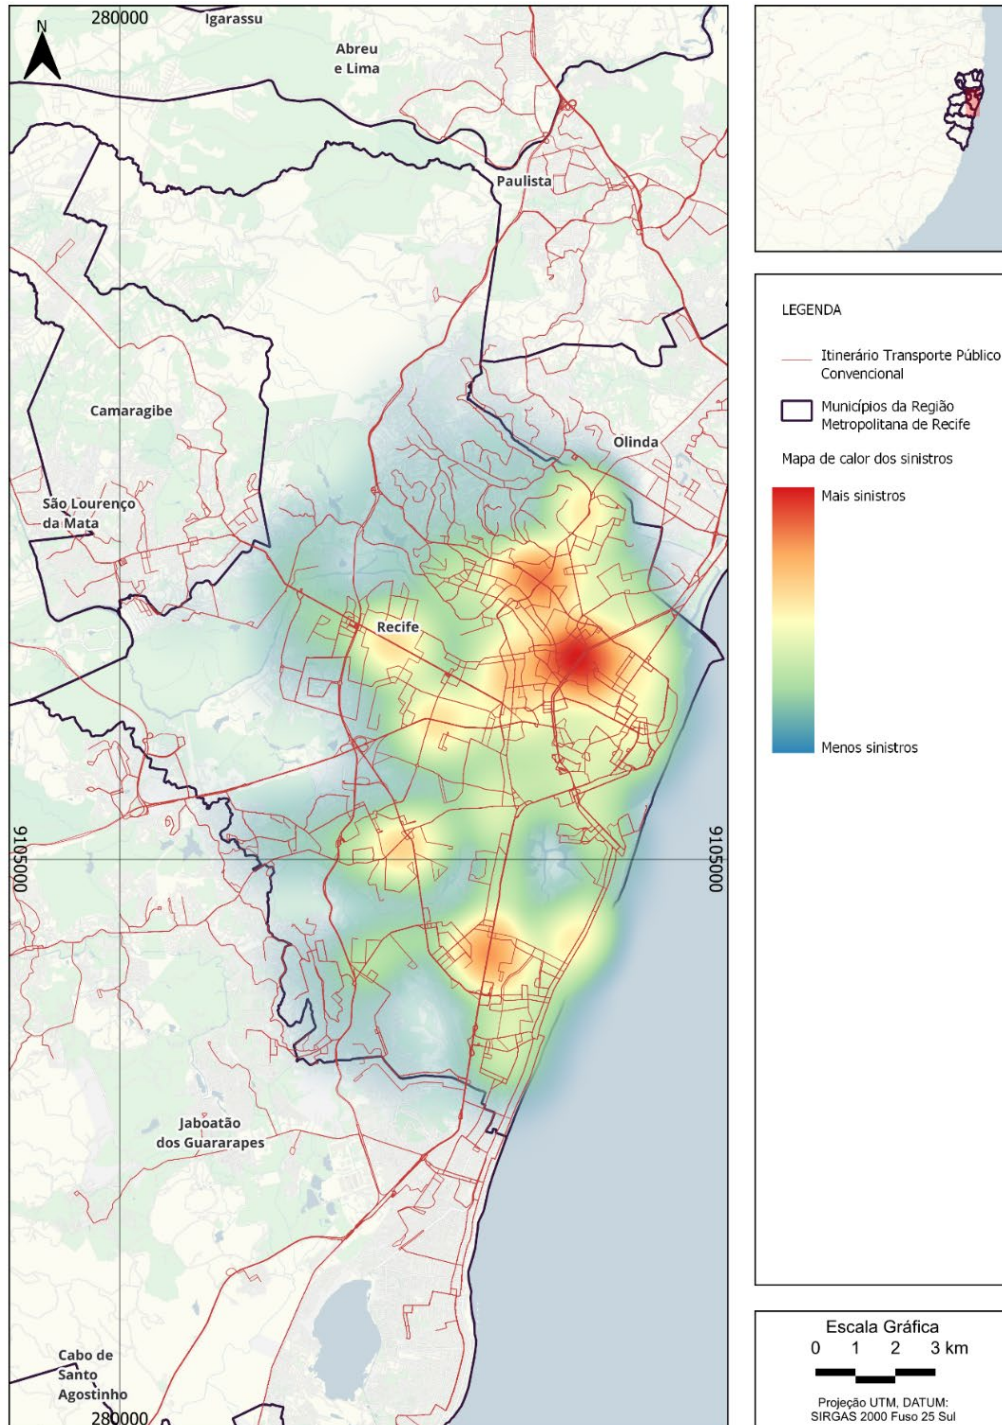 N
280000
Igarassu
Abreu
e Lima
Paulista
Camaragibe
Olinda
São Lourenço
da Mata
Recife
9105000
9105000
Jaboatão
dos Guararapes
Cabo de
Santo
Agostinho
280000
LEGENDA
Itinerário Transporte Público
Convencional
Municípios da Região
Metropolitana de Recife
Mapa de calor dos sinistros
Mais sinistros
Menos sinistros
Escala Gráfica
0 1 2 3 km
Projeção UTM, DATUM:
SIRGAS 2000 Fuso 25 Sul